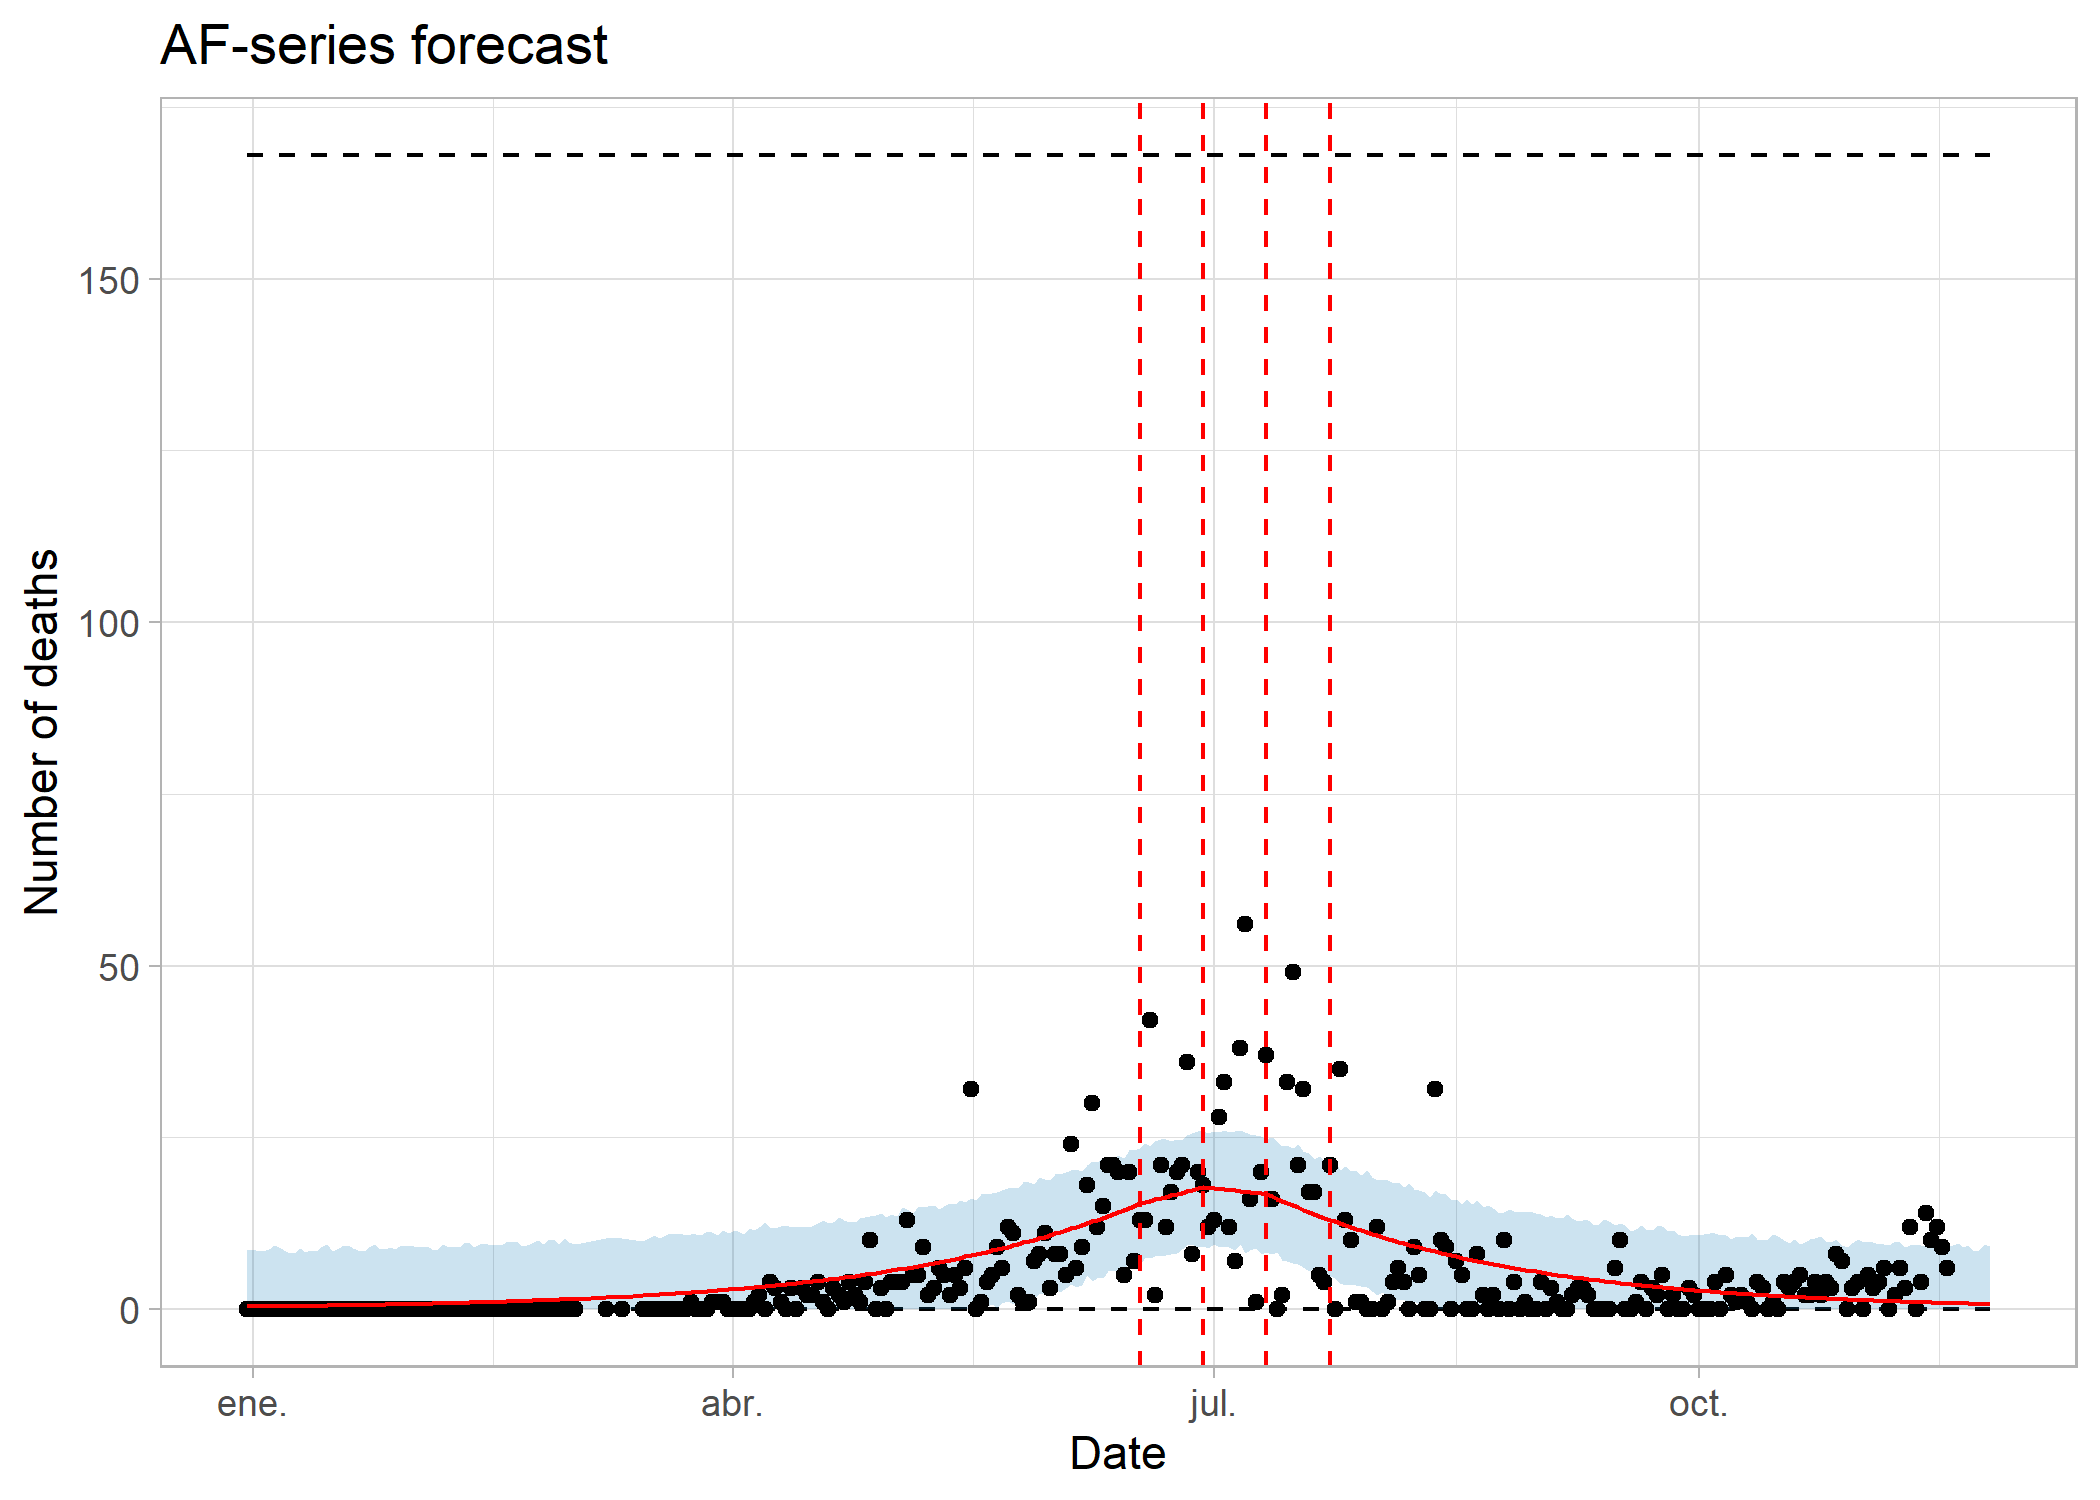 AF-series forecast
Number of deaths
150
100
50
0
ene.
abr.
jul.
oct.
Date